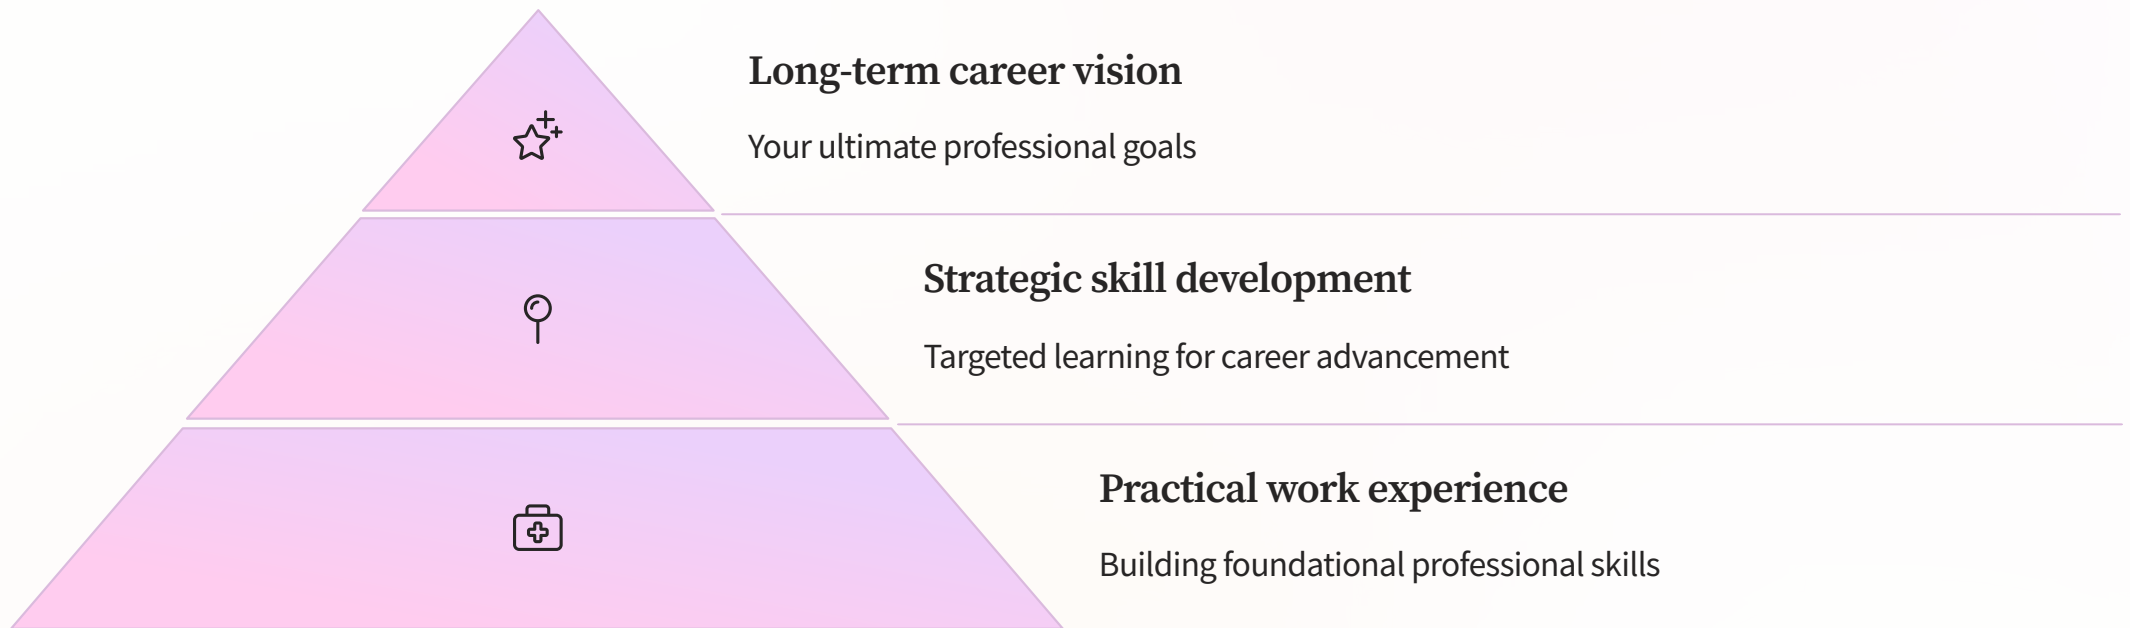 Long-term career vision
Your ultimate professional goals
Strategic skill development
Targeted learning for career advancement
Practical work experience
Building foundational professional skills